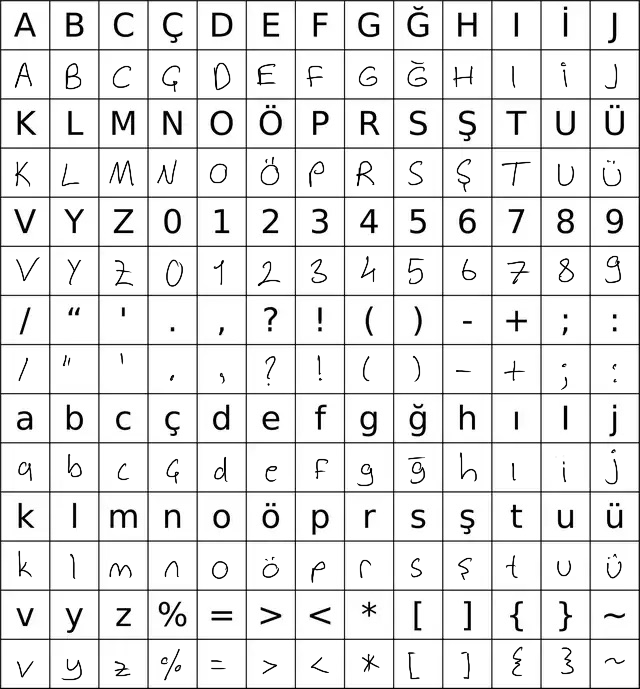 A B C Ç D E F G Ğ H I İ J
A B C Ç D E F G Ğ H I İ J
K L M N O Ö P R S Ş T U Ü
K L M N O Ö P R S Ş T U Ü
V Y Z 0 1 2 3 4 5 6 7 8 9
V Y Z 0 1 2 3 4 5 6 7 8 9
/ “ ' . , ? ! ( ) - + ; :
/ " ' . , ? ! ( ) - + ; :
a b c ç d e f g ğ h ı I j
a b c ç d e f g ğ h ı i j
k l m n o ö p r s ş t u ü
k l m n o ö p r s ş t u ü
v y z % = > < * [ ] { } ~
v y z % = > < * [ ] { } ~